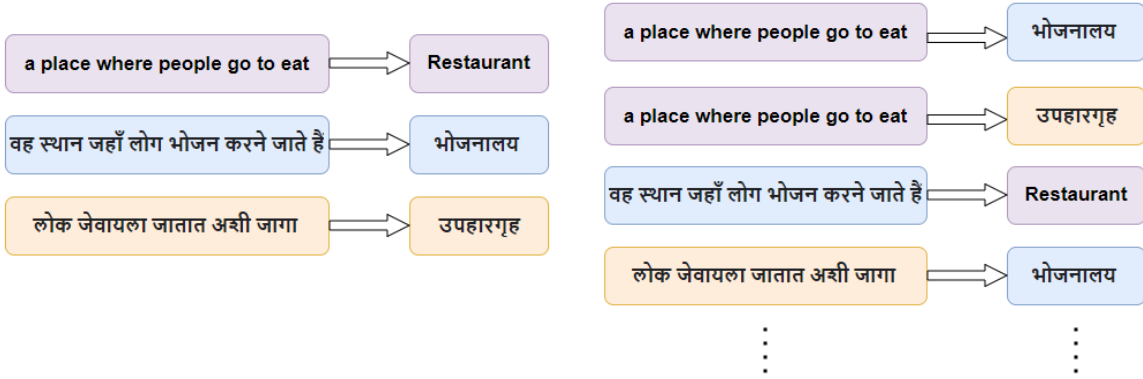 a place where people go to eat
Restaurant
वह स्थान जहाँ लोग भोजन करने जाते हैं
भोजनालय
लोक जेवायला जातात अशी जागा
उपहारगृह
a place where people go to eat
भोजनालय
a place where people go to eat
उपहारगृह
वह स्थान जहाँ लोग भोजन करने जाते हैं
Restaurant
लोक जेवायला जातात अशी जागा
भोजनालय